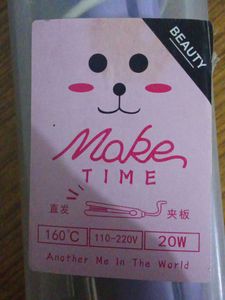 BEAUTY
Make
TIME
直发 夹板
160℃ 110-220V 20W
Another Me In The World